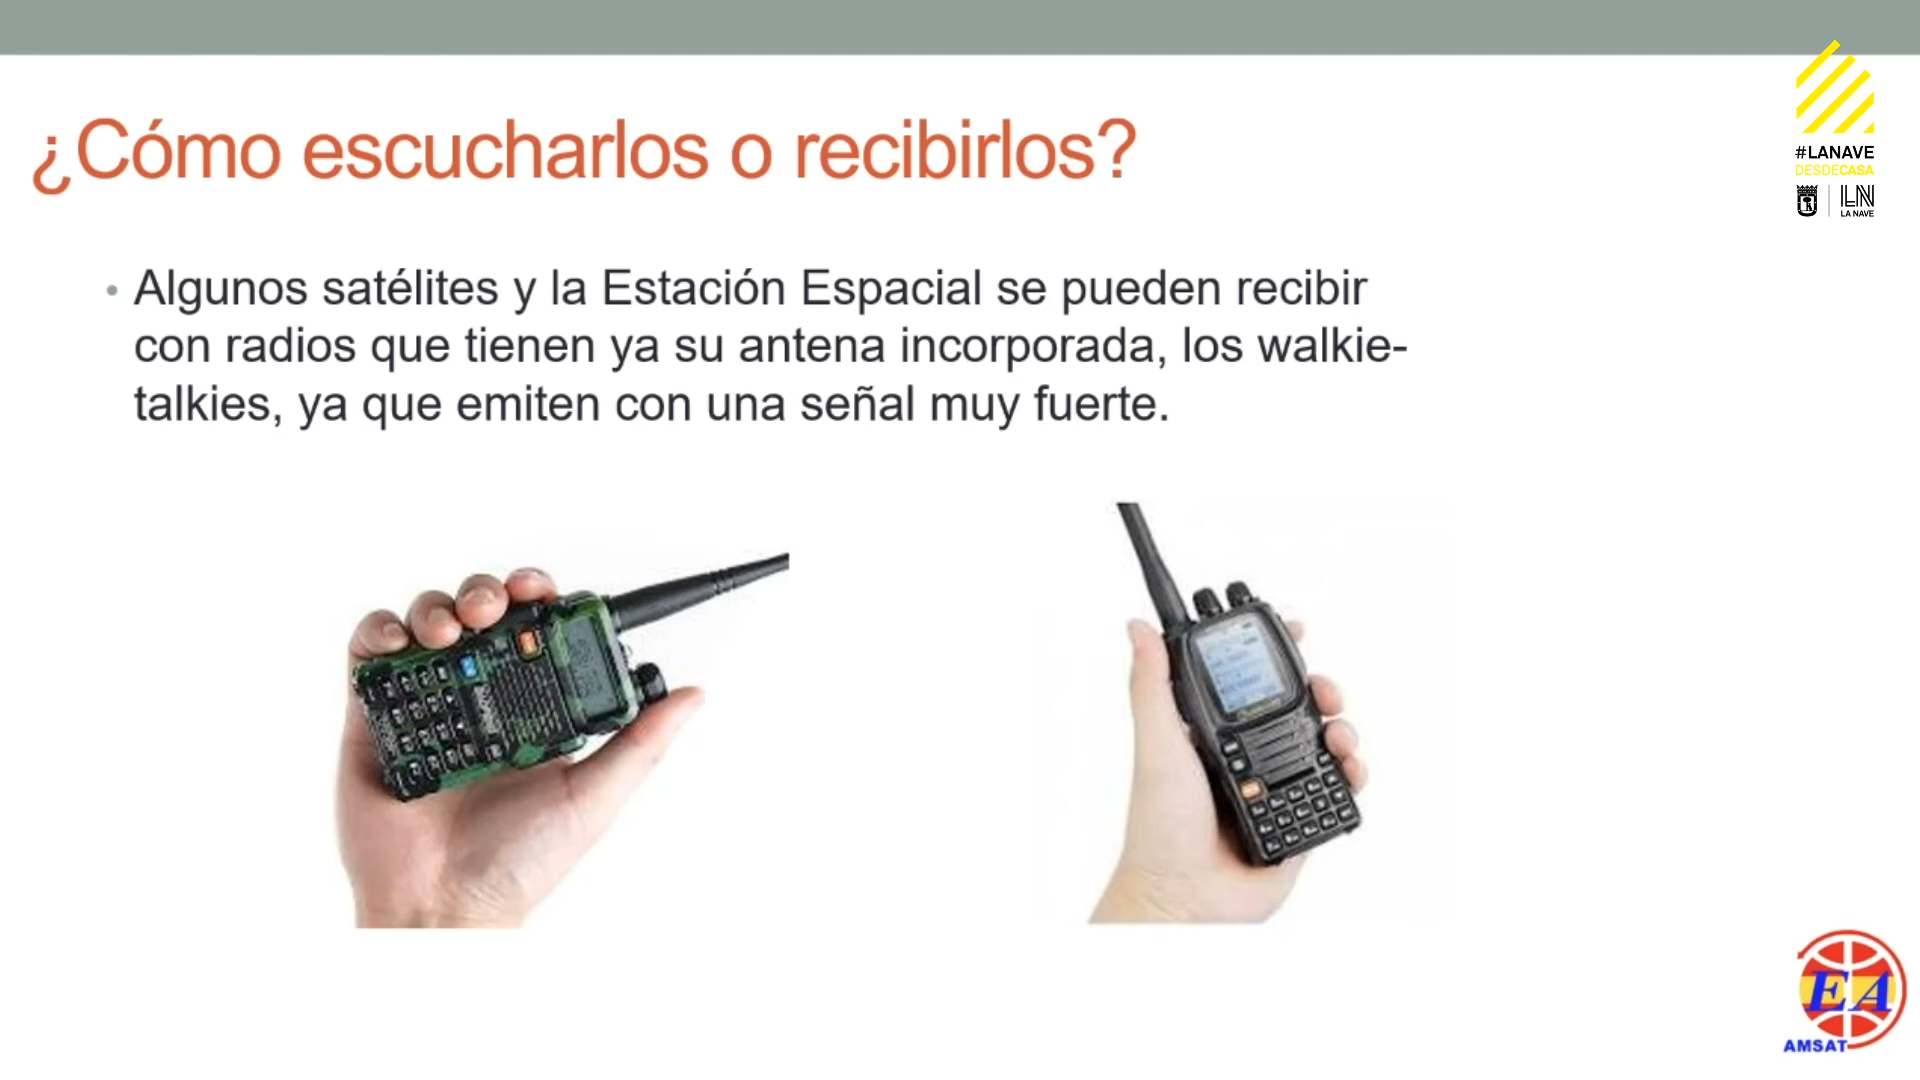 ¿Cómo escucharlos o recibirlos?
#LANAVE
DESDECASA
LN
LA NAVE
• Algunos satélites y la Estación Espacial se pueden recibir
con radios que tienen ya su antena incorporada, los walkie-
talkies, ya que emiten con una señal muy fuerte.
EA
AMSAT